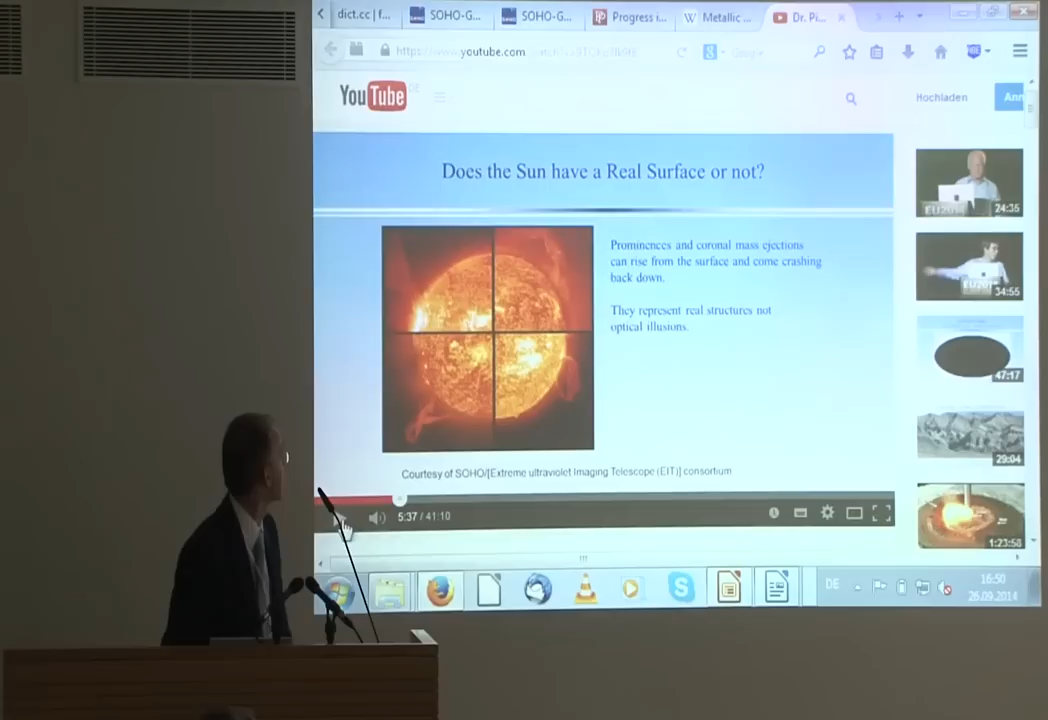 dict.cc | f...
SOHO-G...
SOHO-G...
Progress i...
W Metallic ...
Dr. Pi...
youtube.com
YouTube DE
Hochladen
Ann
Does the Sun have a Real Surface or not?
Prominences and coronal mass ejections
can rise from the surface and come crashing
back down.
They represent real structures not
optical illusions.
Courtesy of SOHO/[Extreme ultraviolet Imaging Telescope (EIT)] consortium
5:37 / 41:10
24:35
34:55
47:17
29:04
1:23:58
DE
16:50
26.09.2014